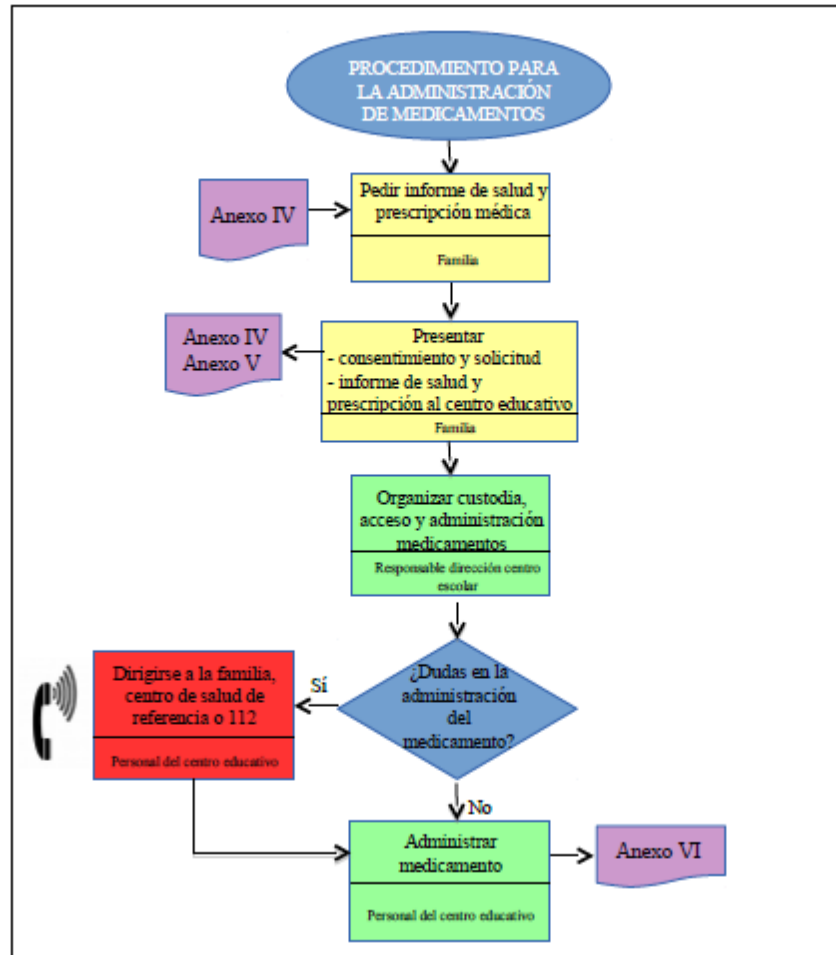 PROCEDIMIENTO PARA
LA ADMINISTRACIÓN
DE MEDICAMENTOS
Anexo IV
Pedir informe de salud y
prescripción médica
Familia
Anexo IV
Anexo V
Presentar
- consentimiento y solicitud
- informe de salud y
prescripción al centro educativo
Familia
Organizar custodia,
acceso y administración
medicamentos
Responsable dirección centro
escolar
¿Dudas en la
administración
del
medicamento?
Sí
Dirigirse a la familia,
centro de salud de
referencia o 112
Personal del centro educativo
No
Administrar
medicamento
Personal del centro educativo
Anexo VI